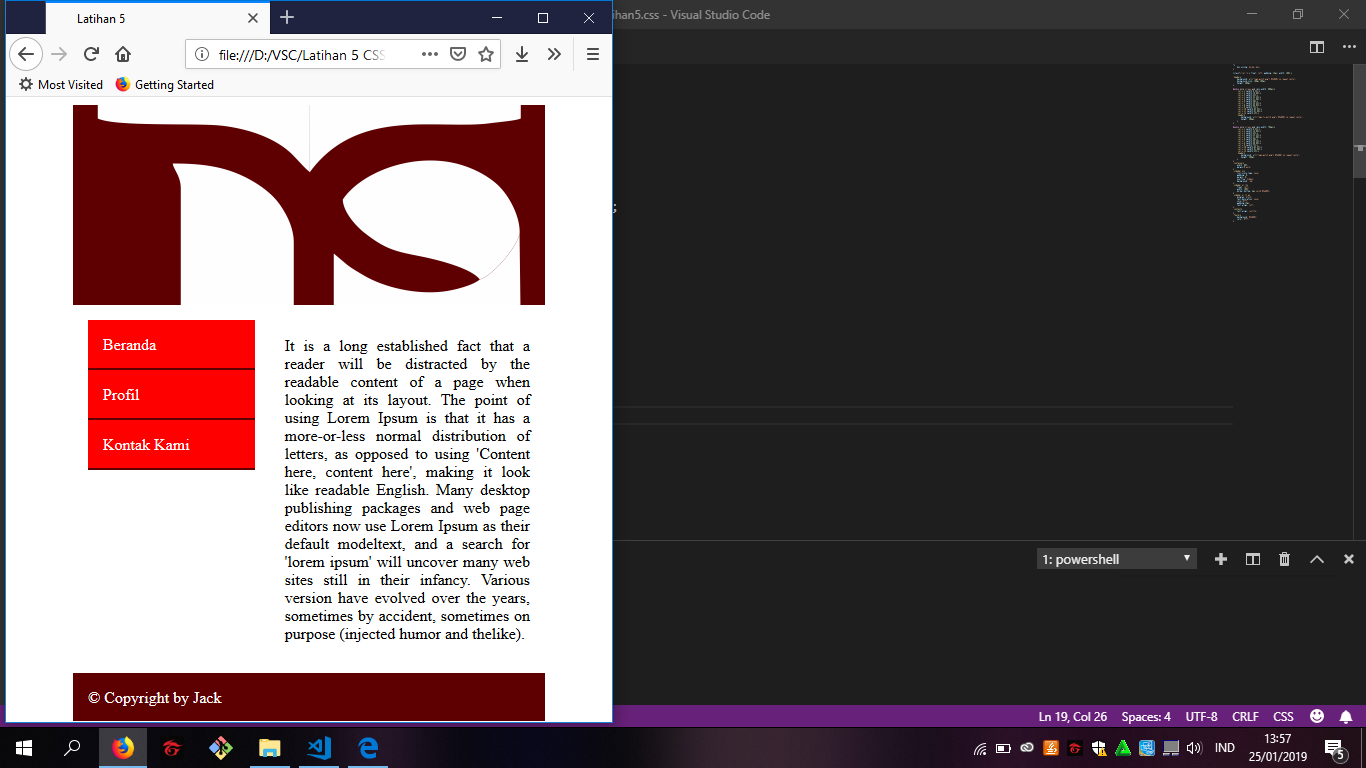 Latihan 5
ihan5.css - Visual Studio Code
file:///D:/VSC/Latihan 5 CSS
Most Visited
Getting Started
;
Beranda
Profil
Kontak Kami
It is a long established fact that a
reader will be distracted by the
readable content of a page when
looking at its layout. The point of
using Lorem Ipsum is that it has a
more-or-less normal distribution of
letters, as opposed to using 'Content
here, content here', making it look
like readable English. Many desktop
publishing packages and web page
editors now use Lorem Ipsum as their
default modeltext, and a search for
'lorem ipsum' will uncover many web
sites still in their infancy. Various
version have evolved over the years,
sometimes by accident, sometimes on
purpose (injected humor and thelike).
© Copyright by Jack
1: powershell
Ln 19, Col 26 Spaces: 4 UTF-8 CRLF CSS
IND
13:57
25/01/2019
5